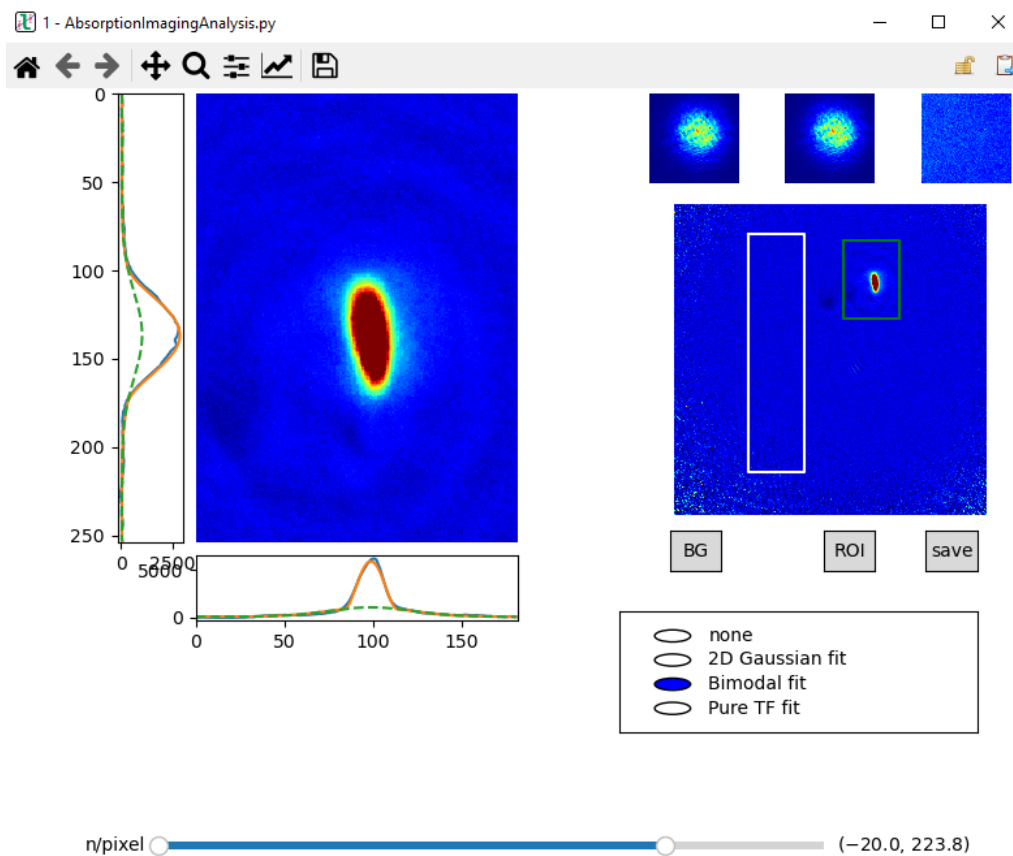 1 - AbsorptionImagingAnalysis.py
0
50
100
150
200
250
0 2500
5000
0
0 50 100 150
BG ROI save
none
2D Gaussian fit
Bimodal fit
Pure TF fit
n/pixel (−20.0, 223.8)